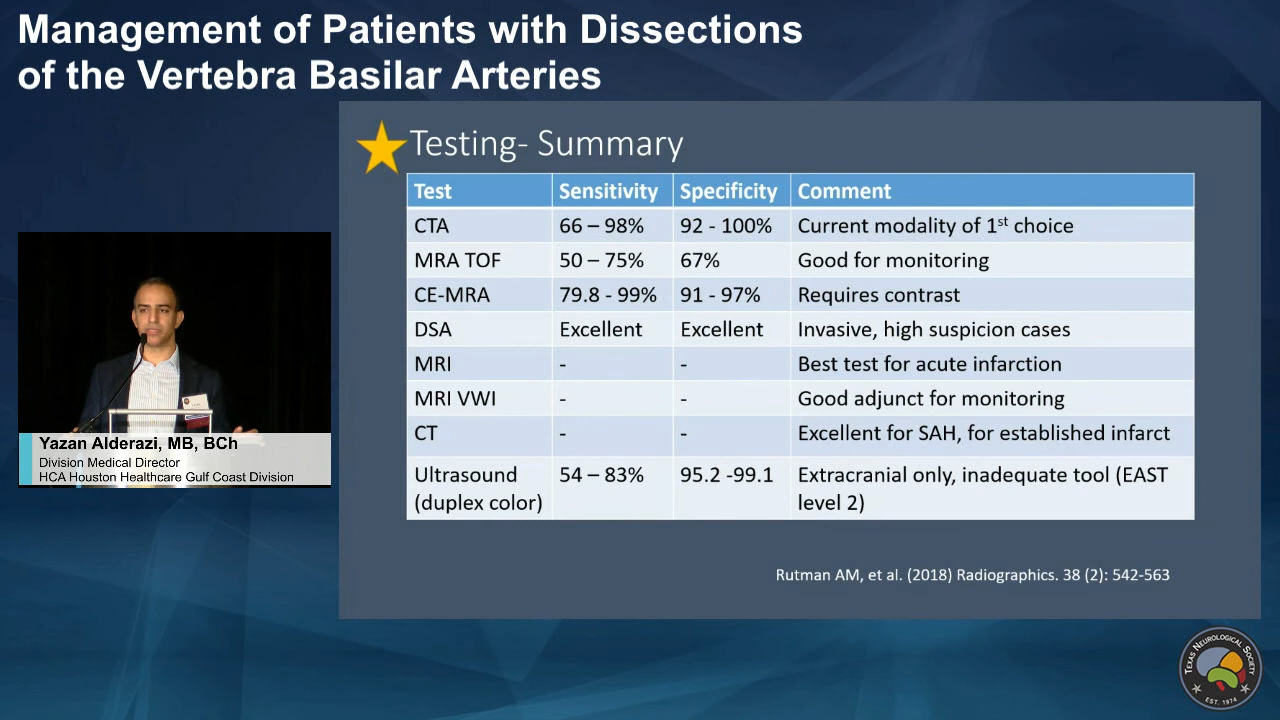 Management of Patients with Dissections
of the Vertebra Basilar Arteries
Testing- Summary
Test Sensitivity Specificity Comment
CTA 66 – 98% 92 - 100% Current modality of 1st choice
MRA TOF 50 – 75% 67% Good for monitoring
CE-MRA 79.8 - 99% 91 - 97% Requires contrast
DSA Excellent Excellent Invasive, high suspicion cases
MRI - - Best test for acute infarction
MRI VWI - - Good adjunct for monitoring
CT - - Excellent for SAH, for established infarct
Ultrasound 54 – 83% 95.2 -99.1 Extracranial only, inadequate tool (EAST
(duplex color) level 2)
Rutman AM, et al. (2018) Radiographics. 38 (2): 542-563
Yazan Alderazi, MB, BCh
Division Medical Director
HCA Houston Healthcare Gulf Coast Division
TEXAS NEUROLOGICAL SOCIETY
EST. 1974